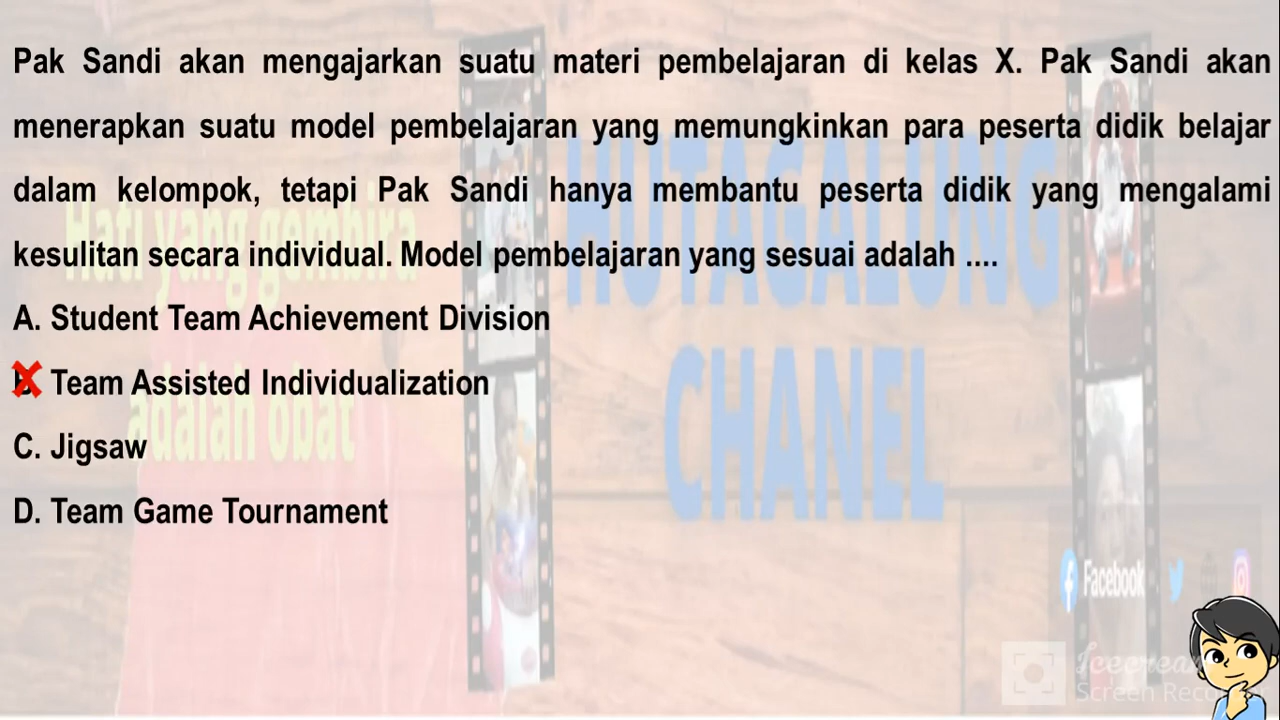 Pak Sandi akan mengajarkan suatu materi pembelajaran di kelas X. Pak Sandi akan
menerapkan suatu model pembelajaran yang memungkinkan para peserta didik belajar
dalam kelompok, tetapi Pak Sandi hanya membantu peserta didik yang mengalami
kesulitan secara individual. Model pembelajaran yang sesuai adalah ....
A. Student Team Achievement Division
B. Team Assisted Individualization
C. Jigsaw
D. Team Game Tournament
Hati yang gembira
adalah obat
HUTAGALUNG
CHANEL
Facebook
Screen